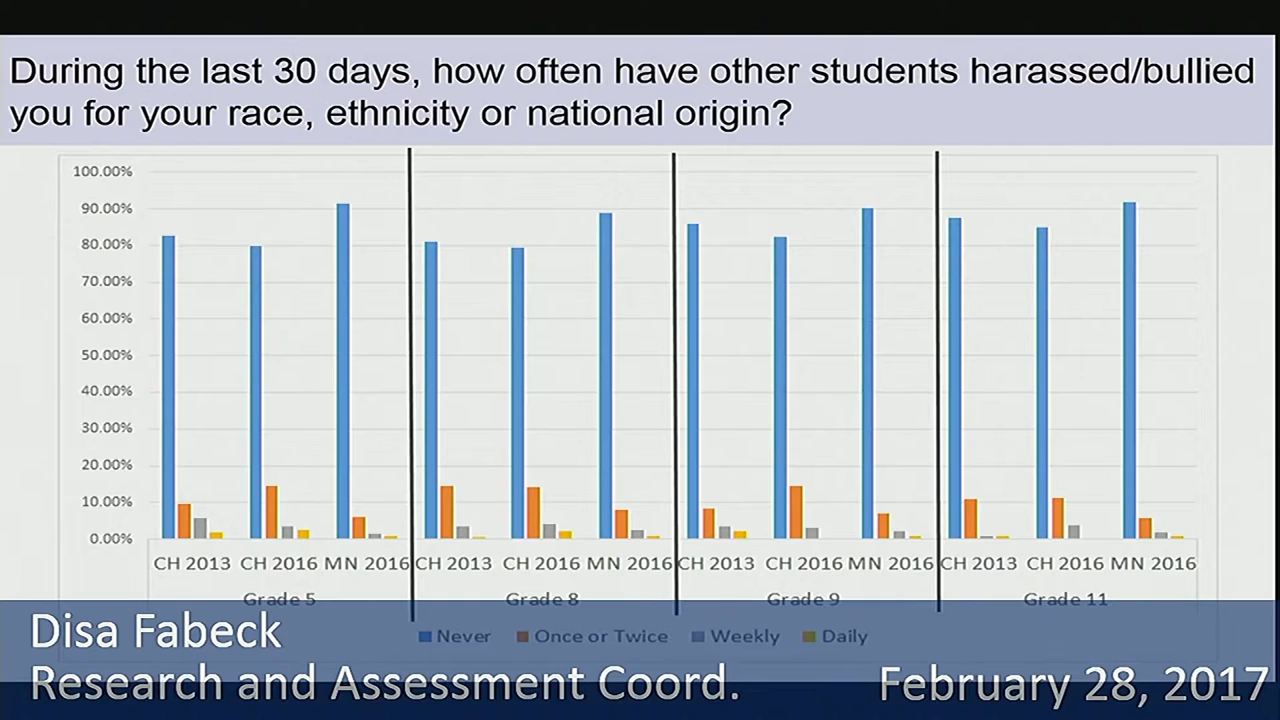 During the last 30 days, how often have other students harassed/bullied
you for your race, ethnicity or national origin?
100.00%
90.00%
80.00%
70.00%
60.00%
50.00%
40.00%
30.00%
20.00%
10.00%
0.00%
CH 2013 CH 2016 MN 2016 CH 2013 CH 2016 MN 2016 CH 2013 CH 2016 MN 2016 CH 2013 CH 2016 MN 2016
Grade 5 Grade 8 Grade 9 Grade 11
Never Once or Twice Weekly Daily
Disa Fabeck
Research and Assessment Coord. February 28, 2017